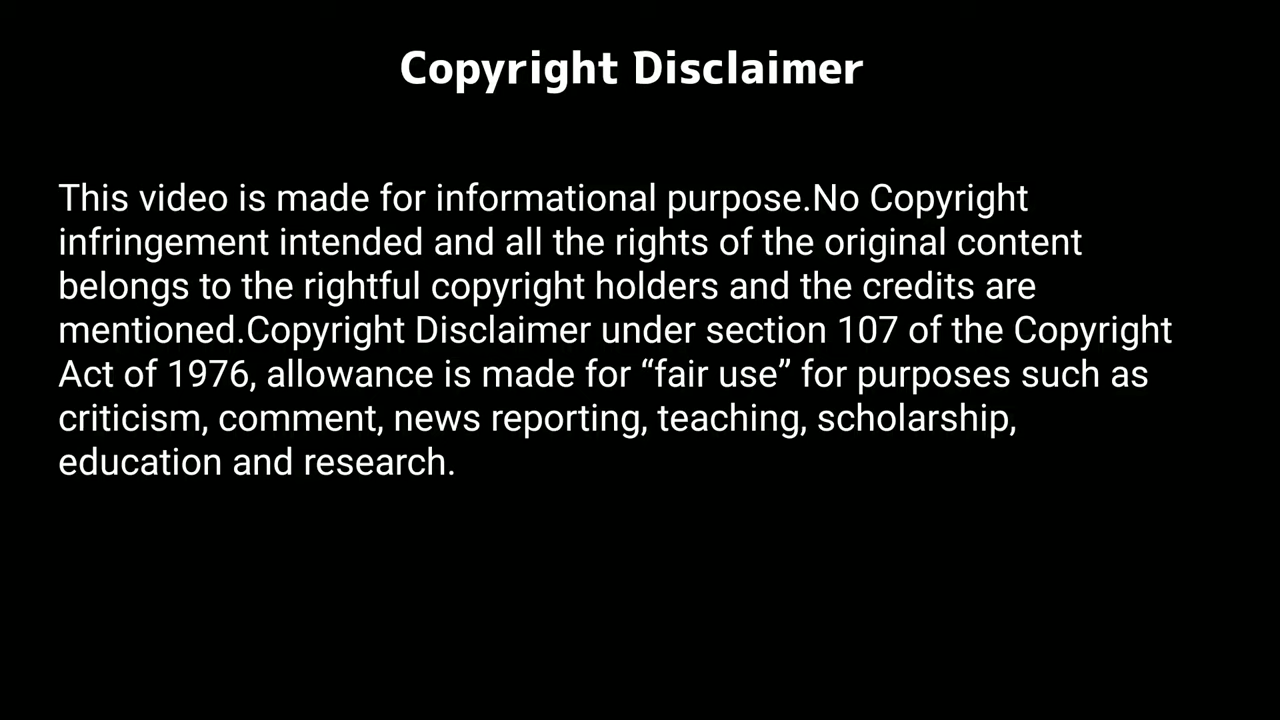 Copyright Disclaimer
This video is made for informational purpose.No Copyright
infringement intended and all the rights of the original content
belongs to the rightful copyright holders and the credits are
mentioned.Copyright Disclaimer under section 107 of the Copyright
Act of 1976, allowance is made for “fair use” for purposes such as
criticism, comment, news reporting, teaching, scholarship,
education and research.